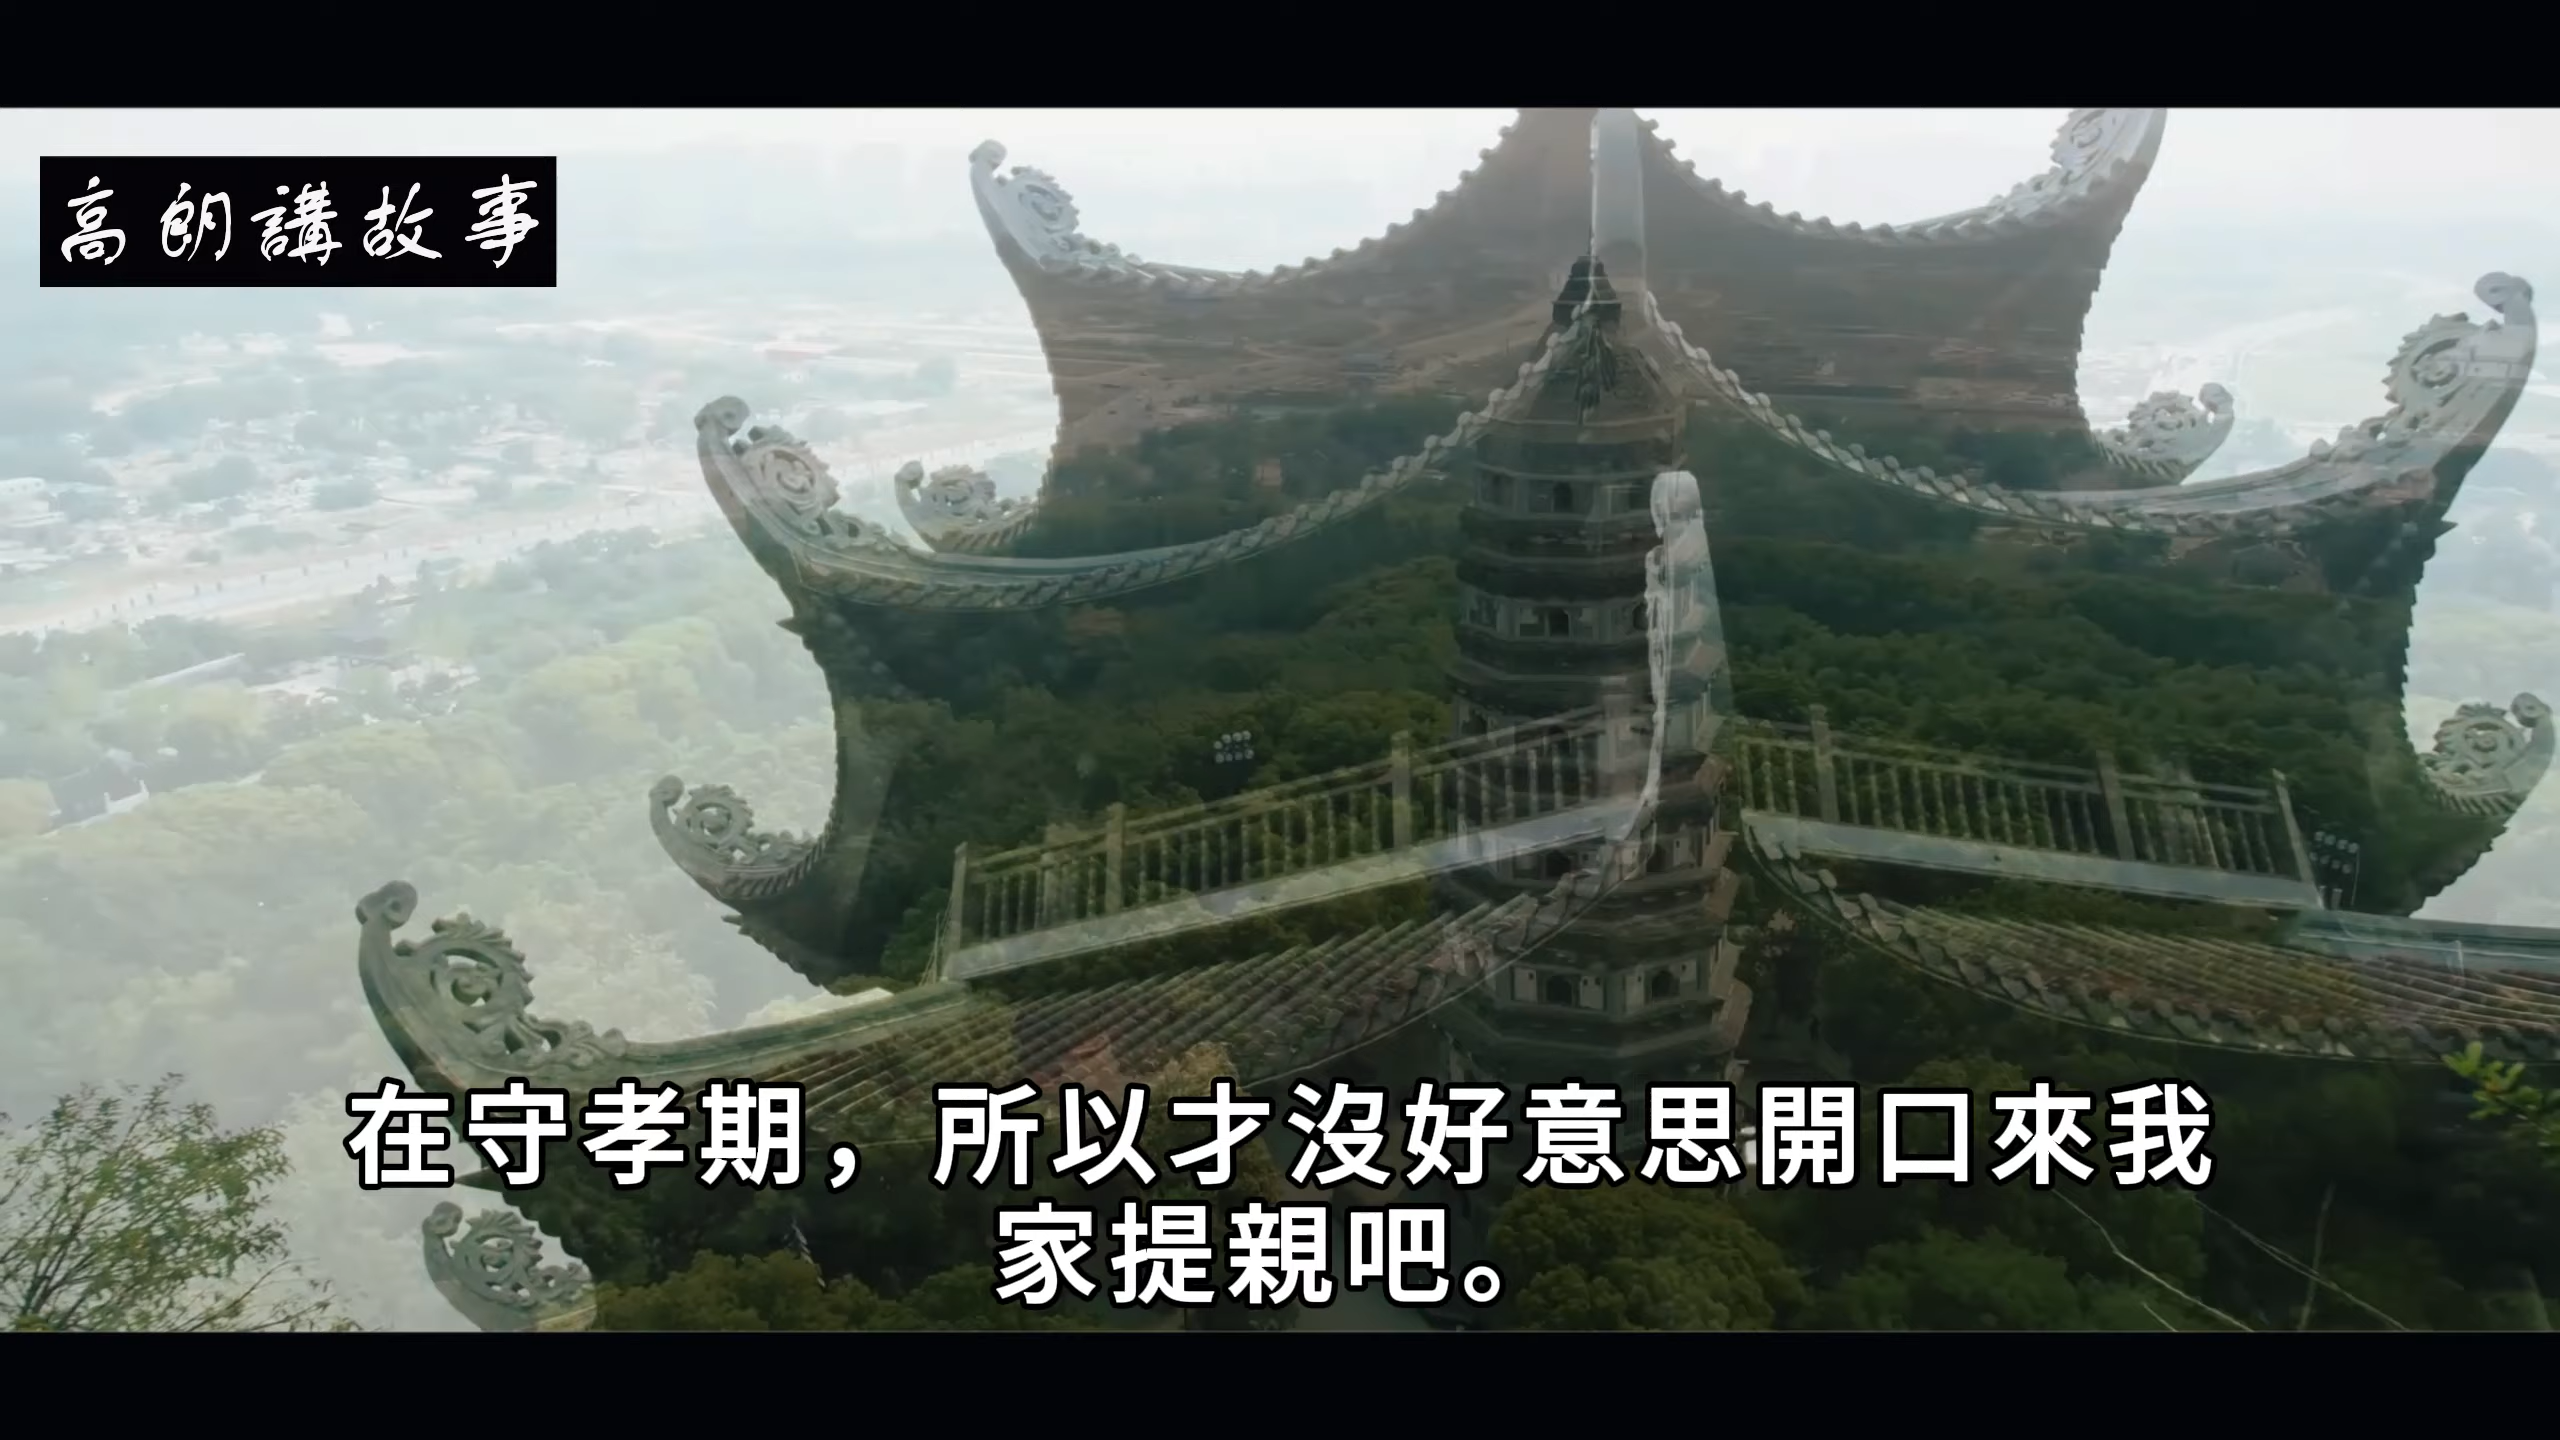 高朗講故事
在守孝期，所以才沒好意思開口來我
家提親吧。